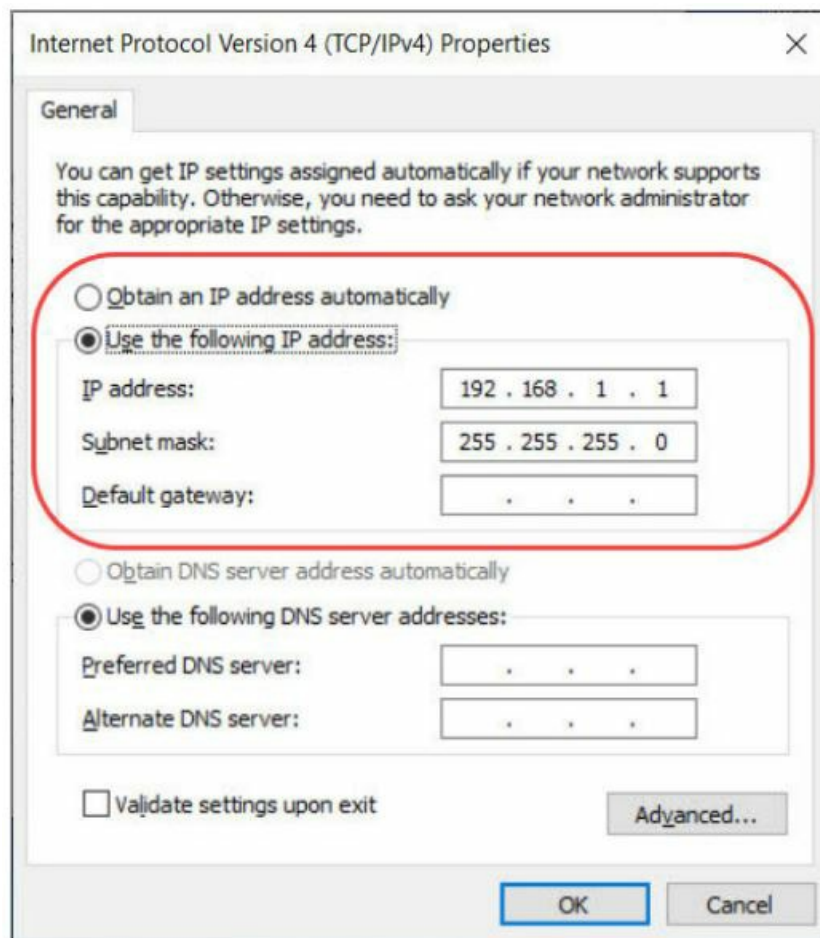 Internet Protocol Version 4 (TCP/IPv4) Properties
General
You can get IP settings assigned automatically if your network supports
this capability. Otherwise, you need to ask your network administrator
for the appropriate IP settings.
Obtain an IP address automatically
Use the following IP address:
IP address: 192 . 168 . 1 . 1
Subnet mask: 255 . 255 . 255 . 0
Default gateway: . . .
Obtain DNS server address automatically
Use the following DNS server addresses:
Preferred DNS server: . . .
Alternate DNS server: . . .
Validate settings upon exit
Advanced...
OK Cancel